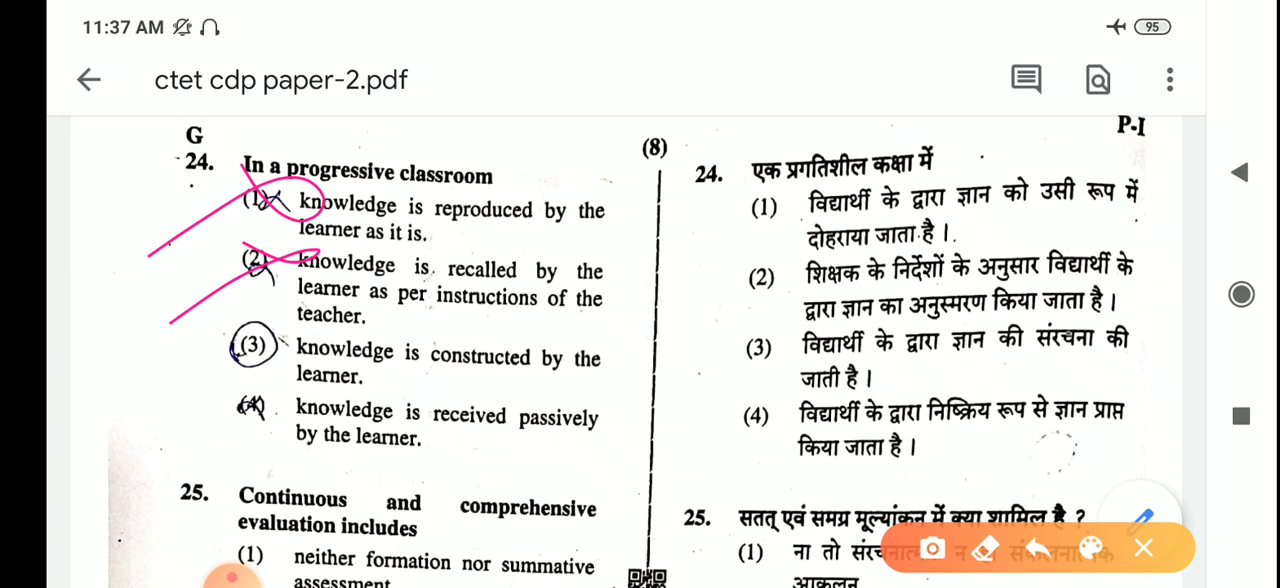 11:37 AM
95
ctet cdp paper-2.pdf
G
(8)
P-I
24. In a progressive classroom
(1) knowledge is reproduced by the
learner as it is.
(2) knowledge is recalled by the
learner as per instructions of the
teacher.
(3) knowledge is constructed by the
learner.
(4) knowledge is received passively
by the learner.
25. Continuous and comprehensive
evaluation includes
(1) neither formation nor summative
assessment
24. एक प्रगतिशील कक्षा में
(1) विद्यार्थी के द्वारा ज्ञान को उसी रूप में
दोहराया जाता है ।
(2) शिक्षक के निर्देशों के अनुसार विद्यार्थी के
द्वारा ज्ञान का अनुस्मरण किया जाता है ।
(3) विद्यार्थी के द्वारा ज्ञान की संरचना की
जाती है ।
(4) विद्यार्थी के द्वारा निष्क्रिय रूप से ज्ञान प्राप्त
किया जाता है ।
25. सतत् एवं समग्र मूल्यांकन में क्या शामिल है ?
(1) ना तो
आकलन